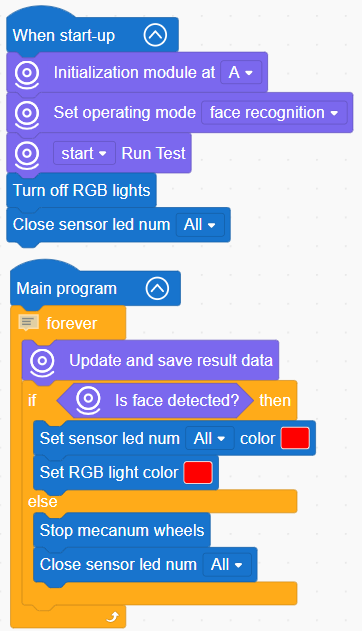 When start-up
Initialization module at A
Set operating mode face recognition
start Run Test
Turn off RGB lights
Close sensor led num All
Main program
forever
Update and save result data
if Is face detected? then
Set sensor led num All color
Set RGB light color
else
Stop mecanum wheels
Close sensor led num All